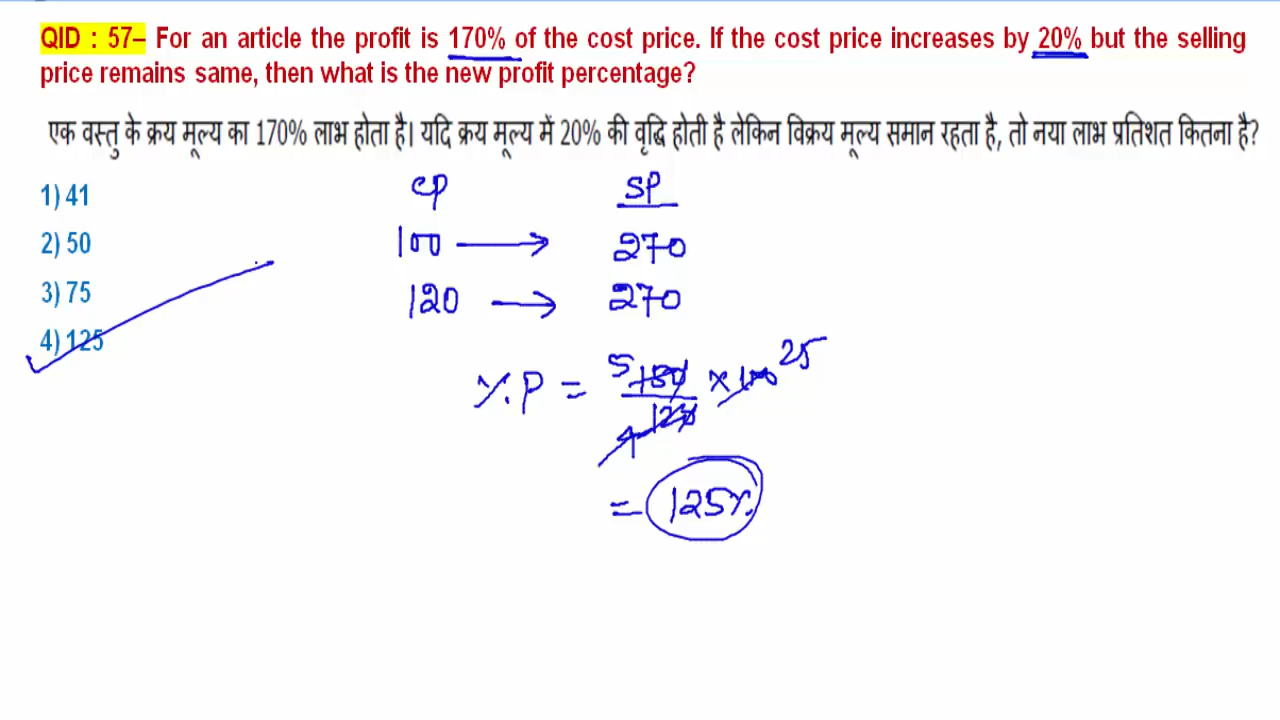 QID : 57– For an article the profit is 170% of the cost price. If the cost price increases by 20% but the selling
price remains same, then what is the new profit percentage?
एक वस्तु के क्रय मूल्य का 170% लाभ होता है। यदि क्रय मूल्य में 20% की वृद्धि होती है लेकिन विक्रय मूल्य समान रहता है, तो नया लाभ प्रतिशत कितना है?
1) 41
2) 50
3) 75
4) 125
CP SP
100 → 270
120 → 270
%.P = 5 150 × 100 25
4 120
= 125%.